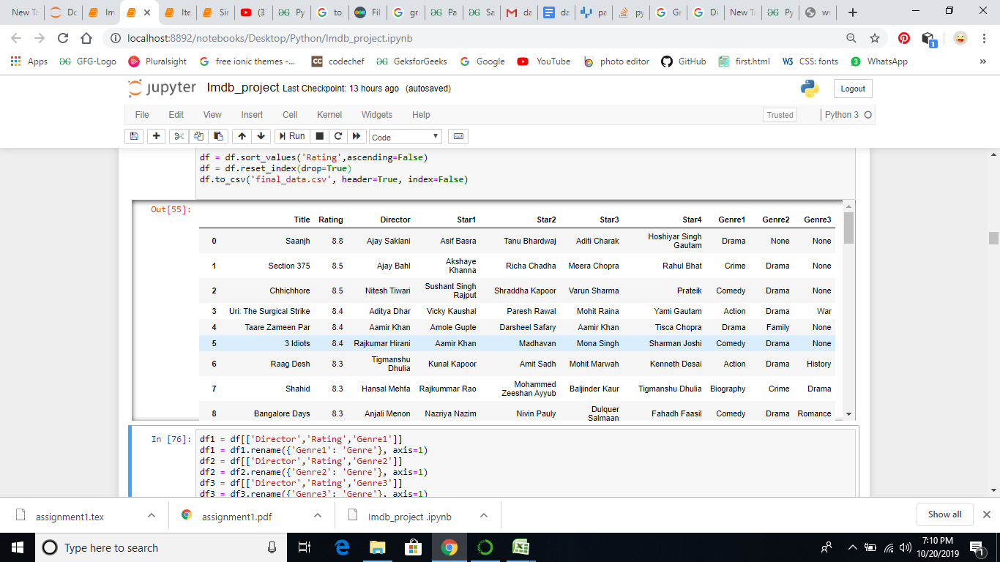 New Ta Do Im Ite Sir (3 Py to Fil gr Pa Sa da da pa py Gr Di New T Py w
localhost:8892/notebooks/Desktop/Python/Imdb_project.ipynb
Apps GFG-Logo Pluralsight free ionic themes -... codechef GeksforGeeks Google YouTube photo editor GitHub first.html CSS: fonts WhatsApp »
jupyter Imdb_project Last Checkpoint: 13 hours ago (autosaved) Logout
File Edit View Insert Cell Kernel Widgets Help Trusted Python 3
Run Code
df = df.sort_values('Rating',ascending=False)
df = df.reset_index(drop=True)
df.to_csv('final_data.csv', header=True, index=False)
Out[55]:
Title Rating Director Star1 Star2 Star3 Star4 Genre1 Genre2 Genre3
0 Saanjh 8.8 Ajay Saklani Asif Basra Tanu Bhardwaj Aditi Charak Hoshiyar Singh Gautam Drama None None
1 Section 375 8.5 Ajay Bahl Akshaye Khanna Richa Chadha Meera Chopra Rahul Bhat Crime Drama None
2 Chhichhore 8.5 Nitesh Tiwari Sushant Singh Rajput Shraddha Kapoor Varun Sharma Prateik Comedy Drama None
3 Uri: The Surgical Strike 8.4 Aditya Dhar Vicky Kaushal Paresh Rawal Mohit Raina Yami Gautam Action Drama War
4 Taare Zameen Par 8.4 Aamir Khan Amole Gupte Darsheel Safary Aamir Khan Tisca Chopra Drama Family None
5 3 Idiots 8.4 Rajkumar Hirani Aamir Khan Madhavan Mona Singh Sharman Joshi Comedy Drama None
6 Raag Desh 8.3 Tigmanshu Dhulia Kunal Kapoor Amit Sadh Mohit Marwah Kenneth Desai Action Drama History
7 Shahid 8.3 Hansal Mehta Rajkummar Rao Mohammed Zeeshan Ayyub Baljinder Kaur Tigmanshu Dhulia Biography Crime Drama
8 Bangalore Days 8.3 Anjali Menon Nazriya Nazim Nivin Pauly Dulquer Salmaan Fahadh Faasil Comedy Drama Romance
In [76]: df1 = df[['Director','Rating','Genre1']]
df1 = df1.rename({'Genre1': 'Genre'}, axis=1)
df2 = df[['Director','Rating','Genre2']]
df2 = df2.rename({'Genre2': 'Genre'}, axis=1)
df3 = df[['Director','Rating','Genre3']]
df3 = df3.rename({'Genre3': 'Genre'}, axis=1)
assignment1.tex assignment1.pdf Imdb_project .ipynb Show all
Type here to search
7:10 PM
10/20/2019
1